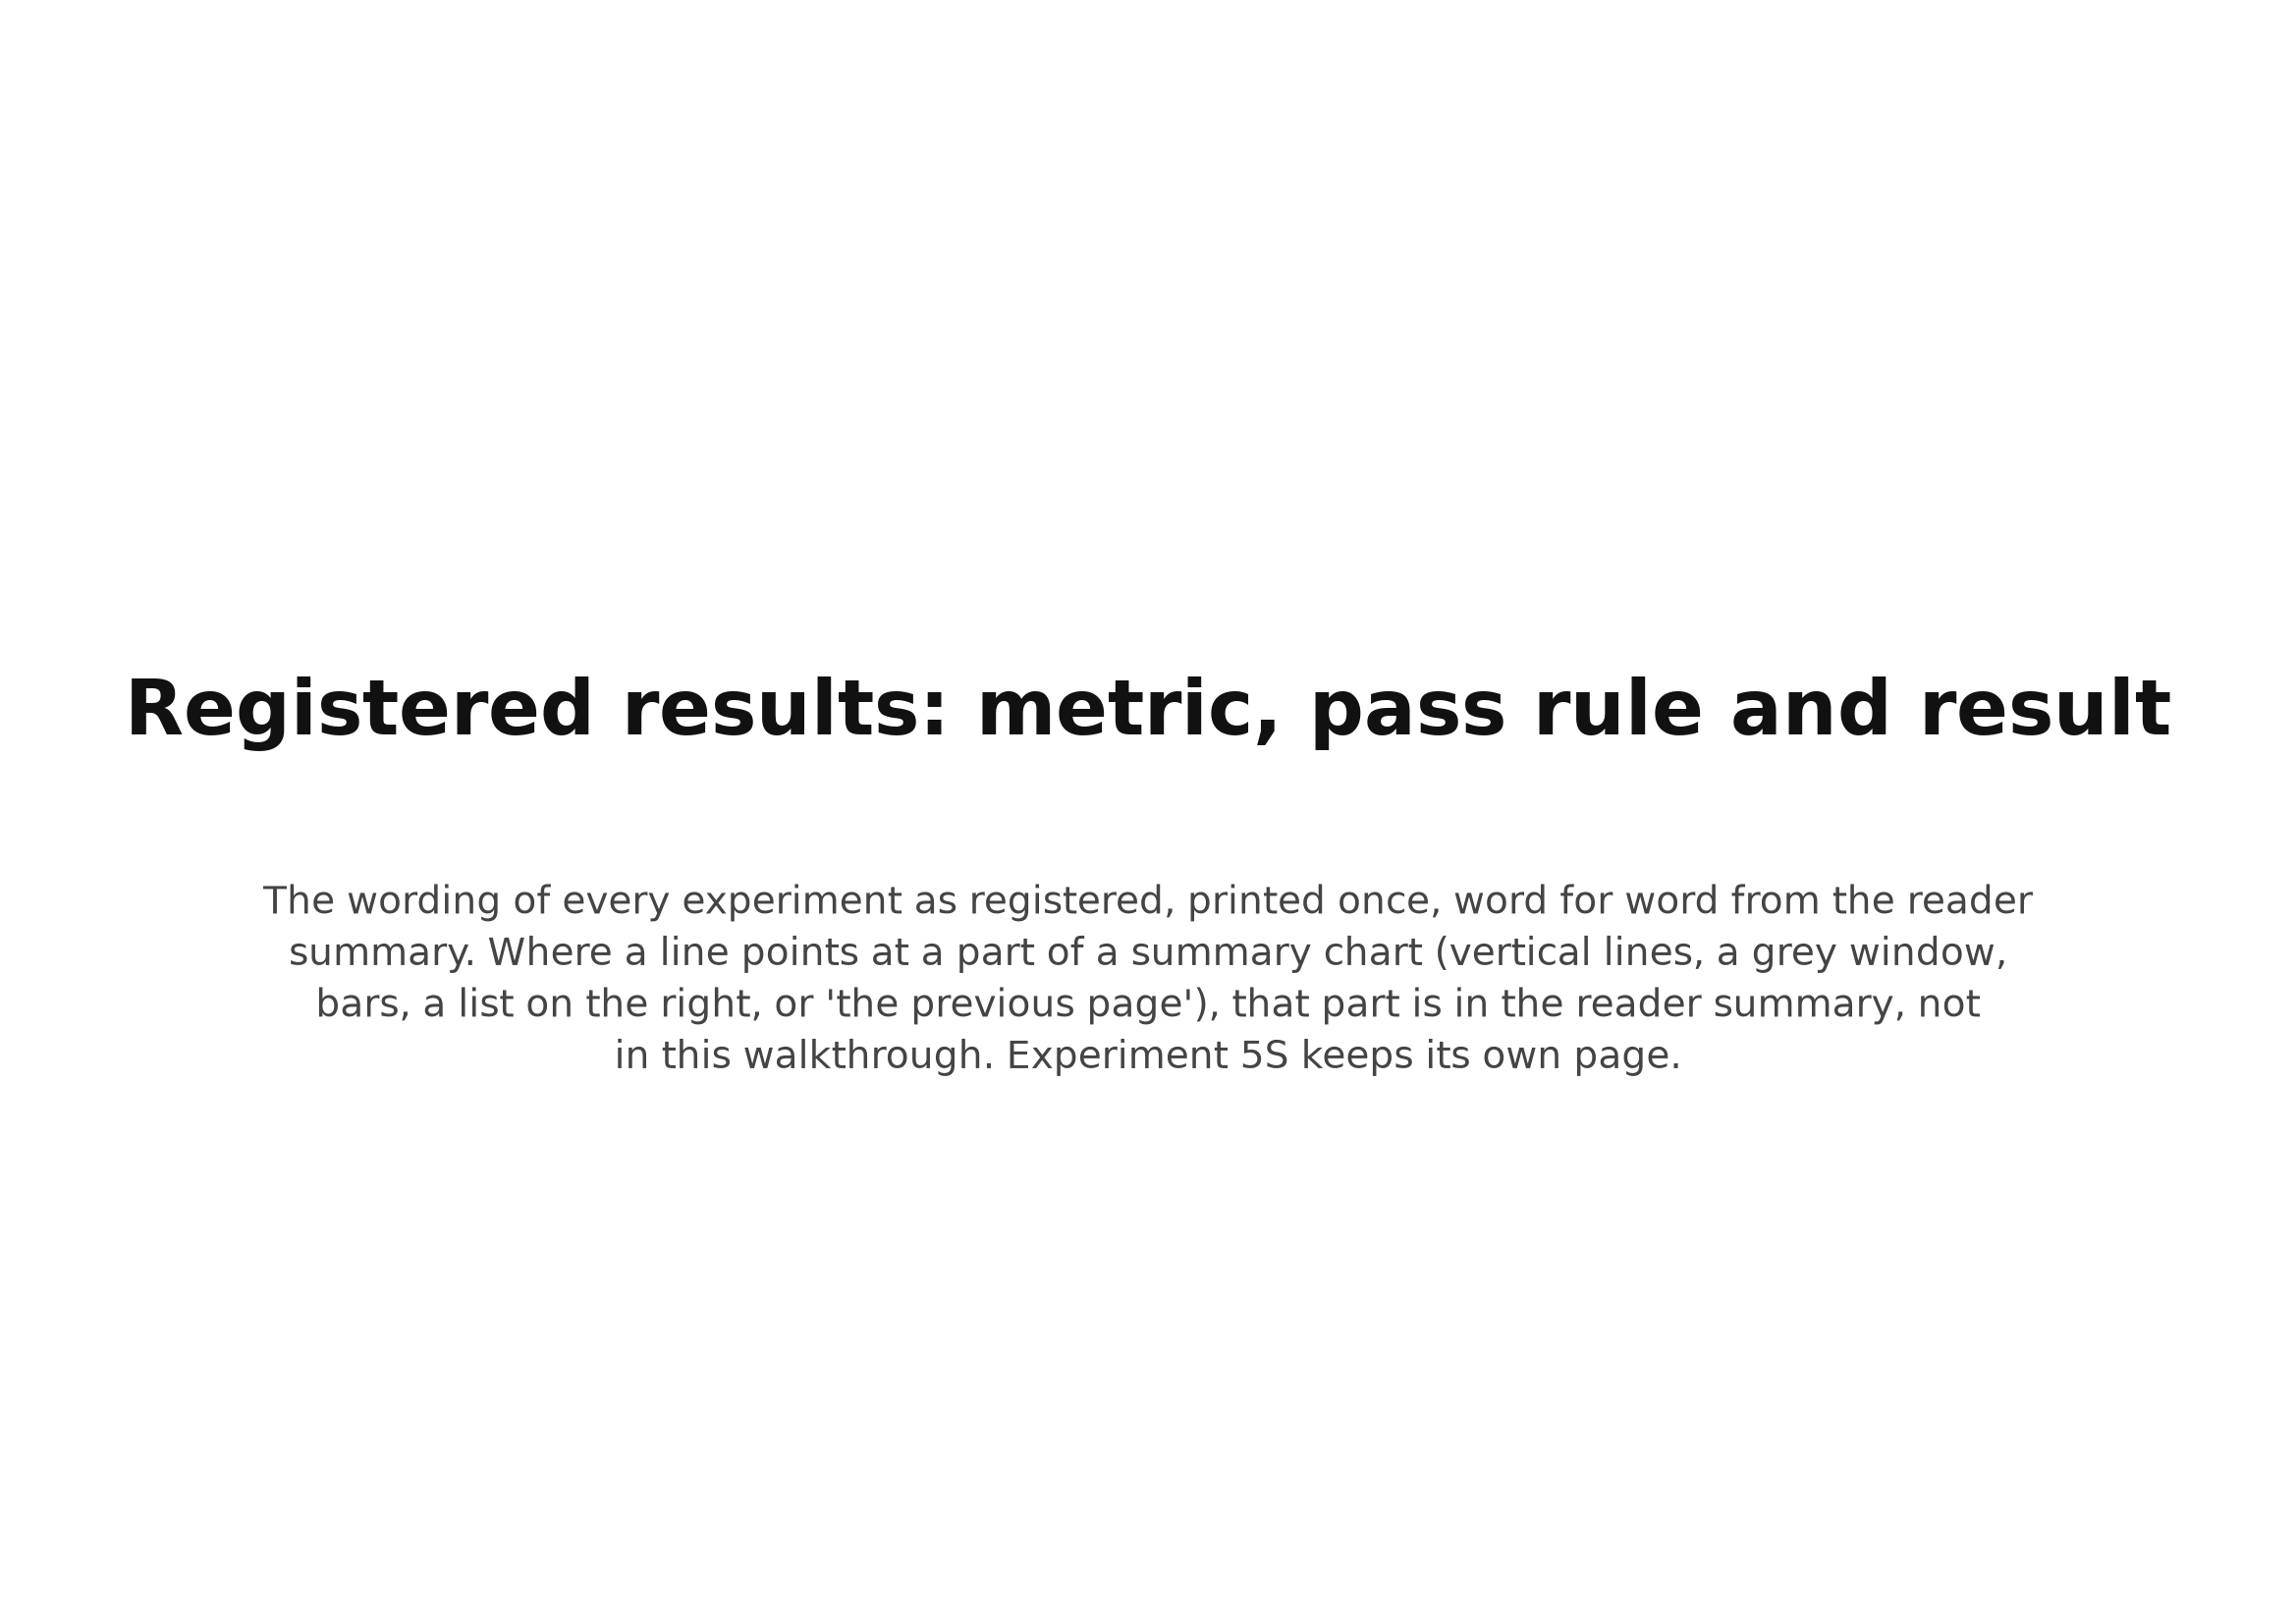 Registered results: metric, pass rule and result
The wording of every experiment as registered, printed once, word for word from the reader
summary. Where a line points at a part of a summary chart (vertical lines, a grey window,
bars, a list on the right, or 'the previous page'), that part is in the reader summary, not
in this walkthrough. Experiment 5S keeps its own page.